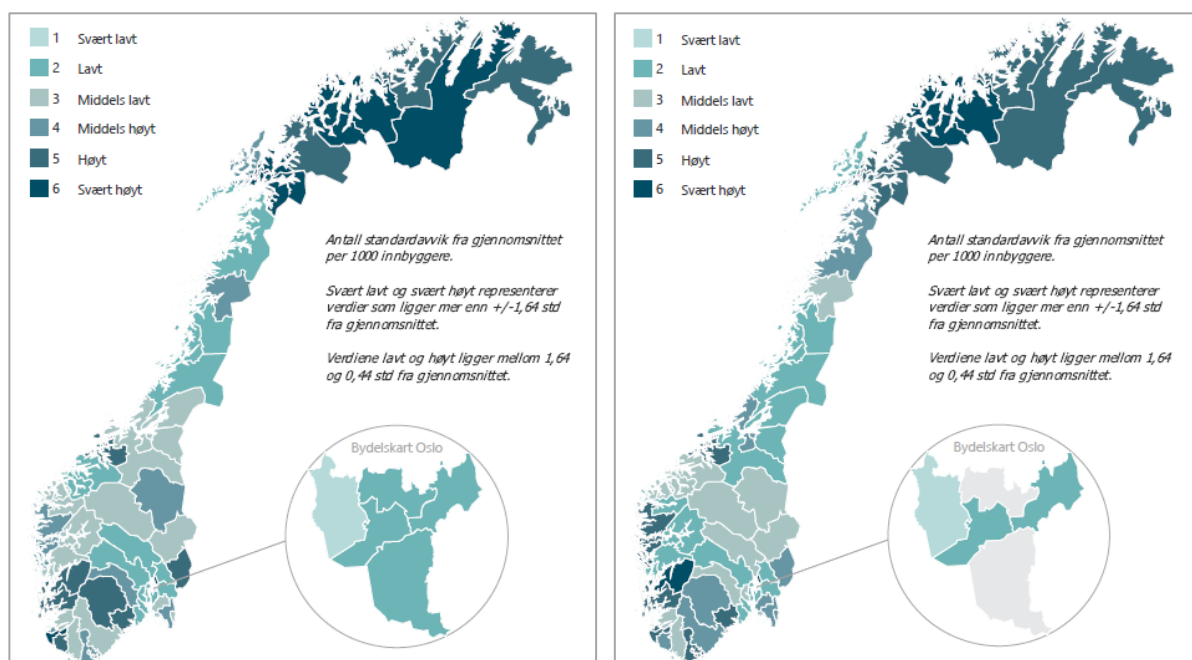 1 Svært lavt
2 Lavt
3 Middels lavt
4 Middels høyt
5 Høyt
6 Svært høyt
Antall standardavvik fra gjennomsnittet
per 1000 innbyggere.
Svært lavt og svært høyt representerer
verdier som ligger mer enn +/-1,64 std
fra gjennomsnittet.
Verdiene lavt og høyt ligger mellom 1,64
og 0,44 std fra gjennomsnittet.
Bydelskart Oslo
1 Svært lavt
2 Lavt
3 Middels lavt
4 Middels høyt
5 Høyt
6 Svært høyt
Antall standardavvik fra gjennomsnittet
per 1000 innbyggere.
Svært lavt og svært høyt representerer
verdier som ligger mer enn +/-1,64 std
fra gjennomsnittet.
Verdiene lavt og høyt ligger mellom 1,64
og 0,44 std fra gjennomsnittet.
Bydelskart Oslo